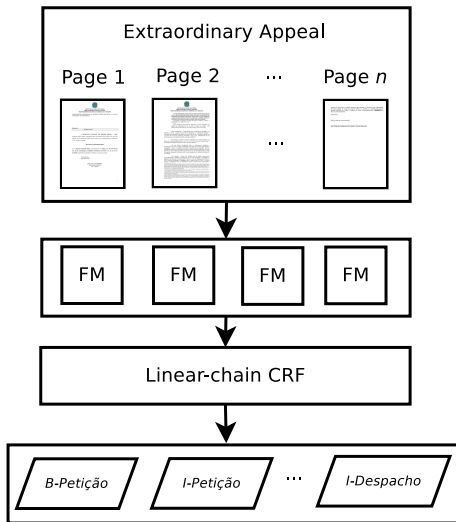 Extraordinary Appeal
Page 1 Page 2 ... Page n
...
FM FM FM FM
Linear-chain CRF
B-Petição I-Petição ... I-Despacho